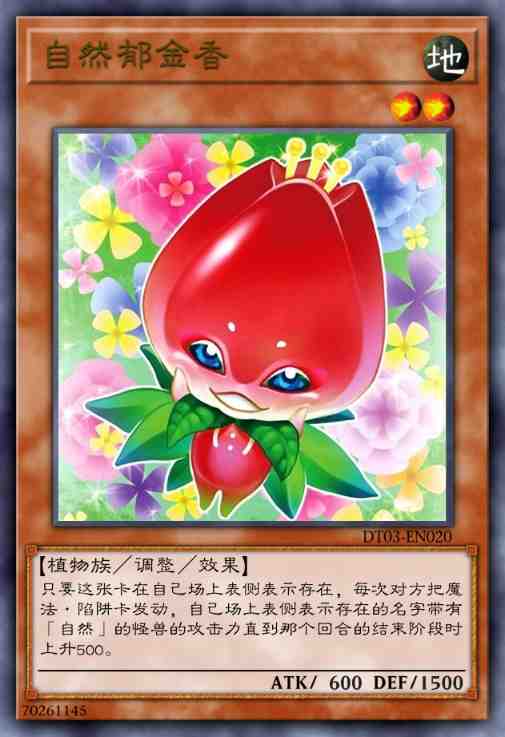 自然郁金香
地
DT03-EN020
【植物族／调整／效果】
只要这张卡在自己场上表侧表示存在，每次对方把魔
法·陷阱卡发动，自己场上表侧表示存在的名字带有
「自然」的怪兽的攻击力直到那个回合的结束阶段时
上升500。
ATK/ 600 DEF/1500
70261145